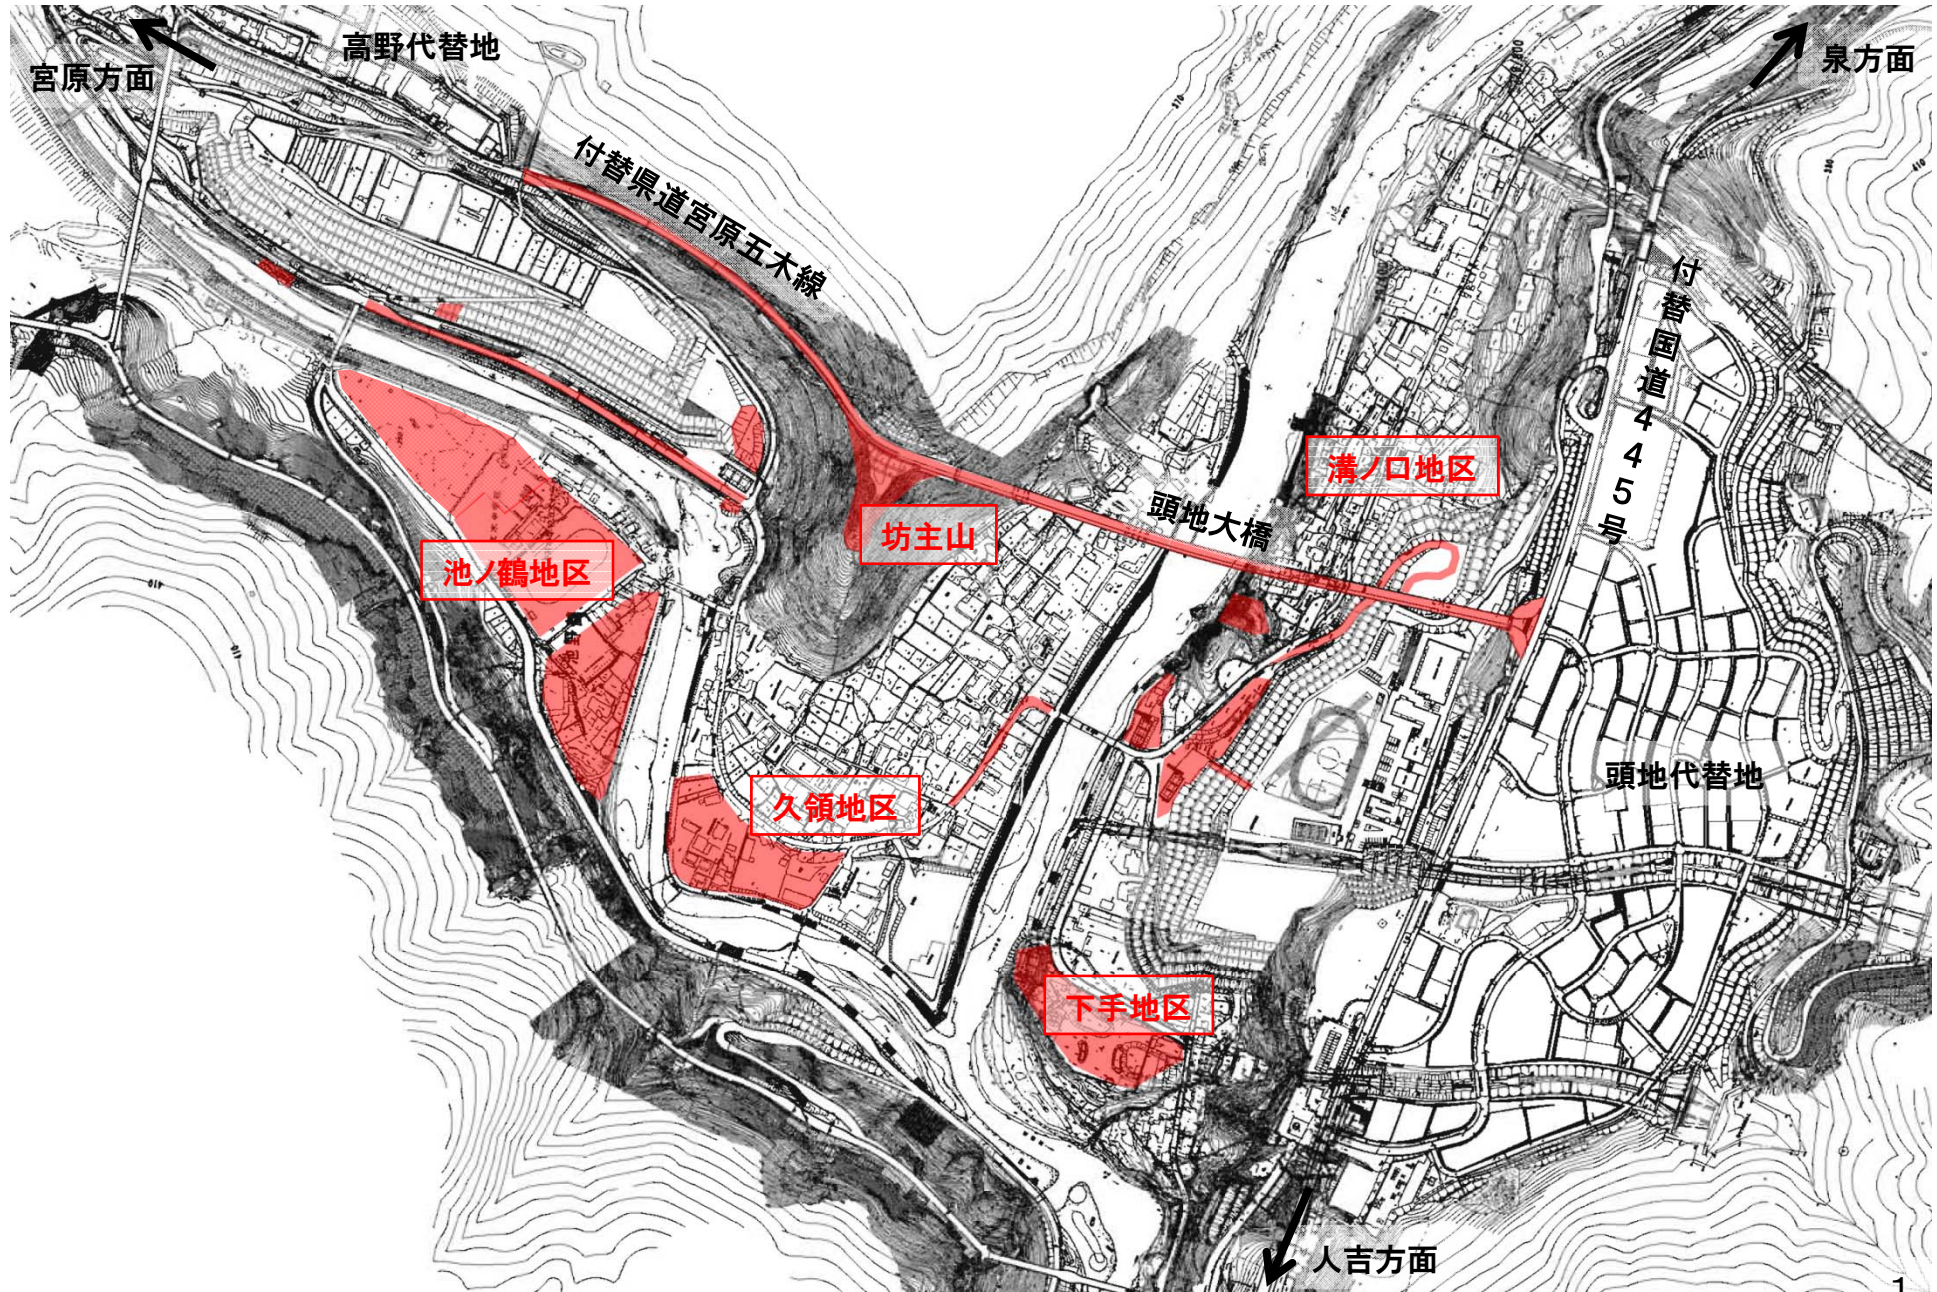 高野代替地
宮原方面
泉方面
付替県道宮原五木線
付替国道445号
溝ノ口地区
頭地大橋
坊主山
池ノ鶴地区
頭地代替地
久領地区
下手地区
人吉方面
1